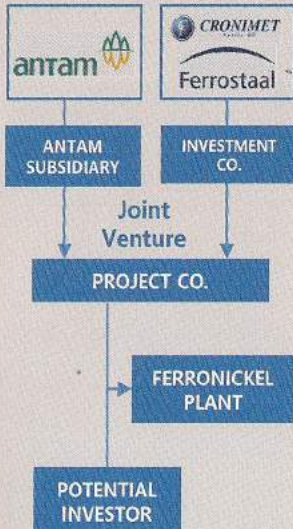 antam
CRONIMET
Ferrostaal
ANTAM
SUBSIDIARY
INVESTMENT
CO.
Joint
Venture
PROJECT CO.
FERRONICKEL
PLANT
POTENTIAL
INVESTOR